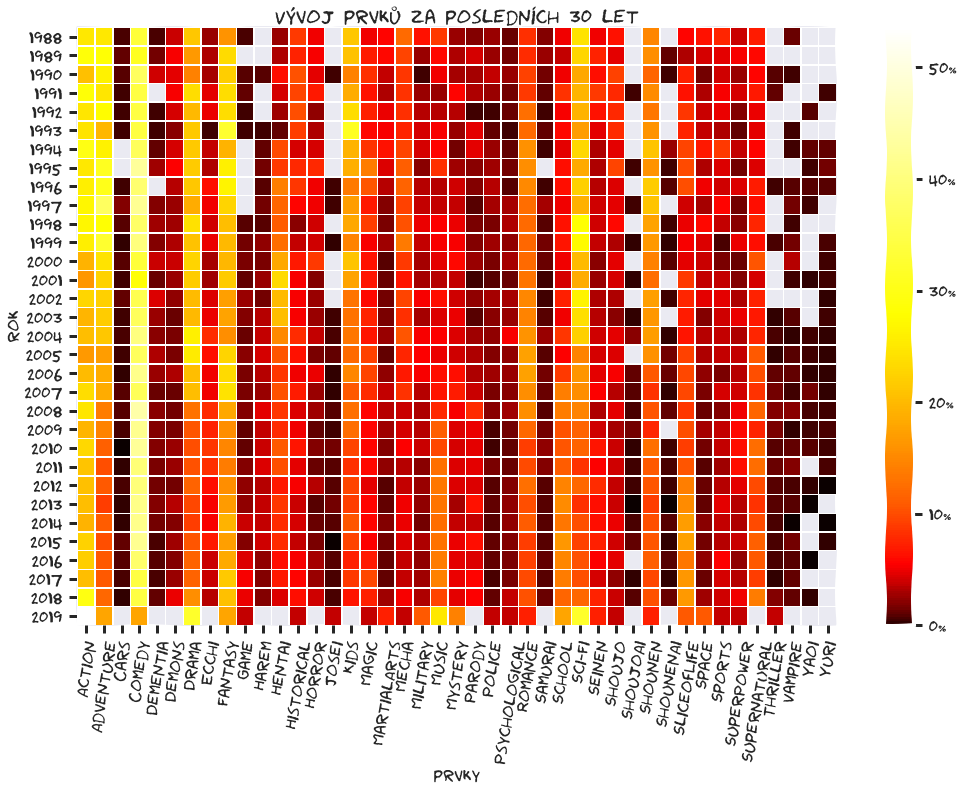 VÝVOJ PRVKŮ ZA POSLEDNÍCH 30 LET
ROK
1988
1989
1990
1991
1992
1993
1994
1995
1996
1997
1998
1999
2000
2001
2002
2003
2004
2005
2006
2007
2008
2009
2010
2011
2012
2013
2014
2015
2016
2017
2018
2019
ACTION
ADVENTURE
CARS
COMEDY
DEMENTIA
DEMONS
DRAMA
ECCHI
FANTASY
GAME
HAREM
HENTAI
HISTORICAL
HORROR
JOSEI
KIDS
MAGIC
MARTIALARTS
MECHA
MILITARY
MUSIC
MYSTERY
PARODY
POLICE
PSYCHOLOGICAL
ROMANCE
SAMURAI
SCHOOL
SCI-FI
SEINEN
SHOUJO
SHOUJOAI
SHOUNEN
SHOUNENAI
SLICEOFLIFE
SPACE
SPORTS
SUPERPOWER
SUPERNATURAL
THRILLER
VAMPIRE
YAOI
YURI
PRVKY
50%
40%
30%
20%
10%
0%